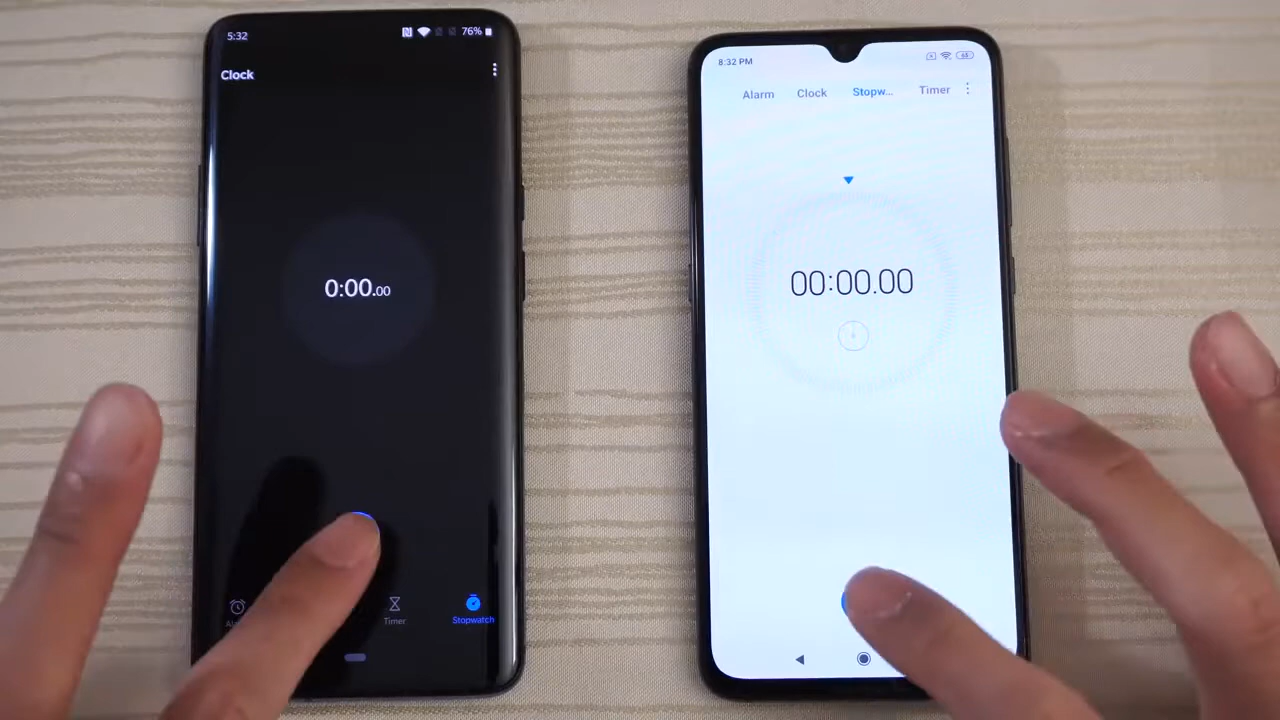 5:32
76%
Clock
0:00.00
Timer
Stopwatch
8:32 PM
65
Alarm
Clock
Stopw...
Timer
00:00.00